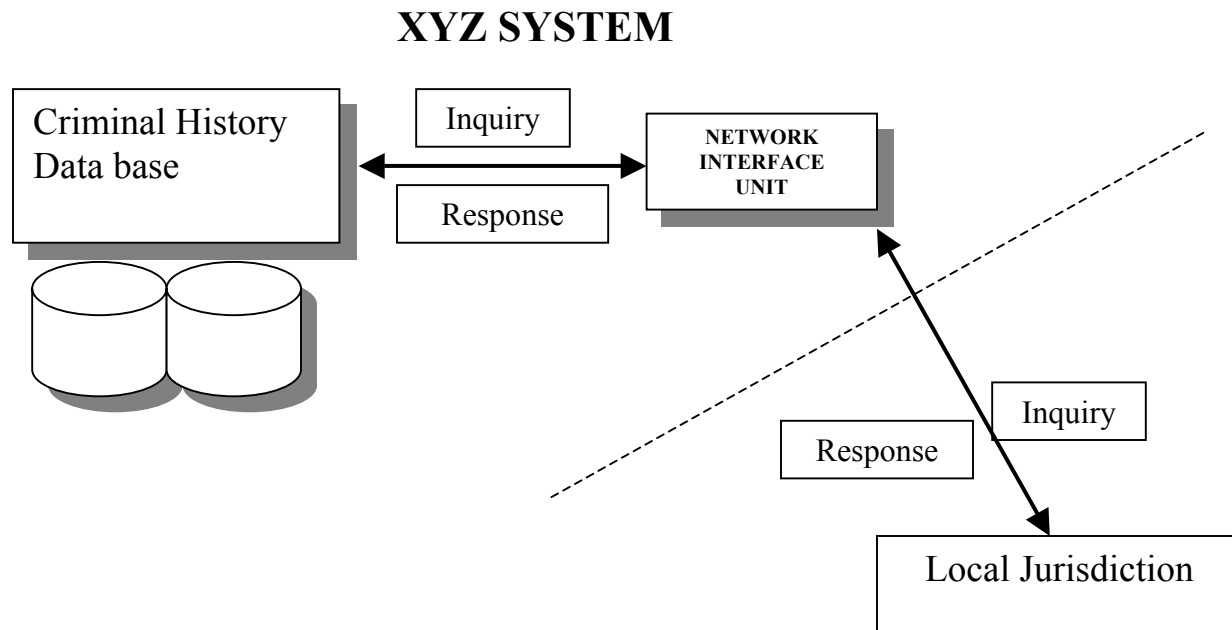 XYZ SYSTEM
Criminal History
Data base
Inquiry
Response
NETWORK
INTERFACE
UNIT
Inquiry
Response
Local Jurisdiction